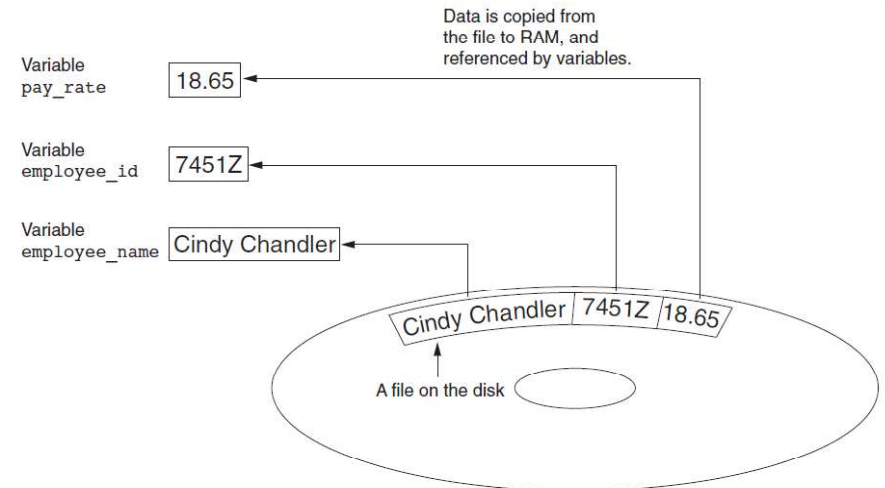 Data is copied from
the file to RAM, and
referenced by variables.
Variable
pay_rate
18.65
Variable
employee_id
7451Z
Variable
employee_name
Cindy Chandler
Cindy Chandler 7451Z 18.65
A file on the disk